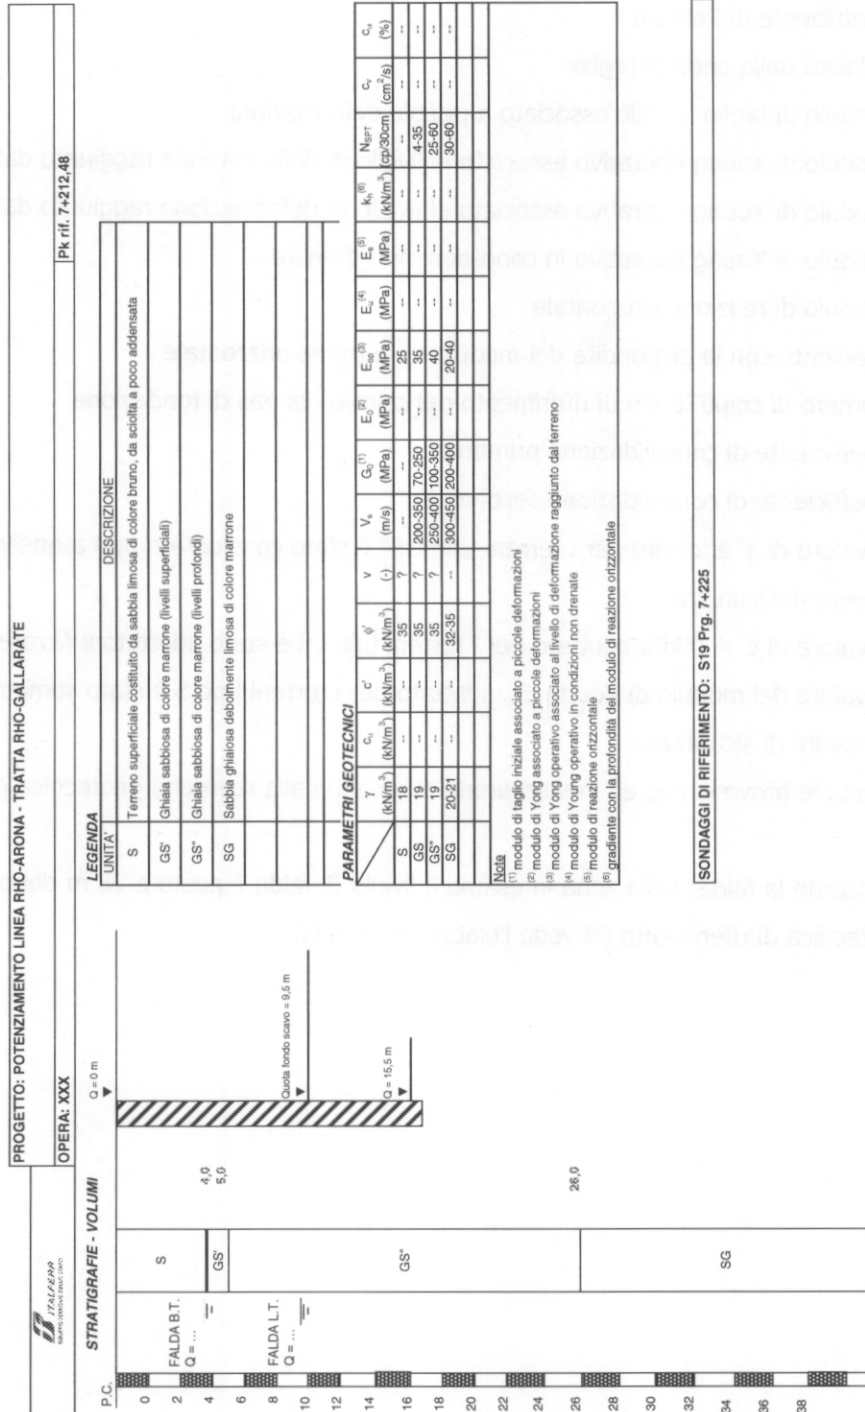 ITALFERR
PROGETTO: POTENZIAMENTO LINEA RHO-ARONA - TRATTA RHO-GALLARATE
OPERA: XXX
Pk rif. 7+212,48
STRATIGRAFIE - VOLUMI
P.C.
0
2
4
6
8
10
12
14
16
18
20
22
24
26
28
30
32
34
36
38
FALDA B.T.
Q = ...
FALDA L.T.
Q = ...
S
GS'
GS"
SG
4,0
5,0
26,0
Q = 0 m
Quota fondo scavo = 9,5 m
Q = 15,5 m
LEGENDA
UNITA' DESCRIZIONE
S Terreno superficiale costituito da sabbia limosa di colore bruno, da sciolta a poco addensata
GS' Ghiaia sabbiosa di colore marrone (livelli superficiali)
GS" Ghiaia sabbiosa di colore marrone (livelli profondi)
SG Sabbia ghiaiosa debolmente limosa di colore marrone
PARAMETRI GEOTECNICI
γ cu c' φ' ν Vs G0(1) E0(2) Eop(3) Eu(4) Es(5) kh(6) NSPT cv cα
(kN/m³) (kN/m³) (kN/m³) (kN/m³) (-) (m/s) (MPa) (MPa) (MPa) (MPa) (MPa) (kN/m³) (cp/30cm) (cm²/s) (%)
S 18 -- -- 35 ? -- -- -- 25 -- -- -- -- -- --
GS 19 -- -- 35 ? 200-350 70-250 -- 35 -- -- -- 4-35 -- --
GS" 19 -- -- 35 ? 250-400 100-350 -- 40 -- -- -- 25-60 -- --
SG 20-21 -- -- 32-35 -- 300-450 200-400 -- 20-40 -- -- -- 30-60 -- --
Note
(1) modulo di taglio iniziale associato a piccole deformazioni
(2) modulo di Yong associato a piccole deformazioni
(3) modulo di Yong operativo associato al livello di deformazione raggiunto dal terreno
(4) modulo di Young operativo in condizioni non drenate
(5) modulo di reazione orizzontale
(6) gradiente con la profondità del modulo di reazione orizzontale
SONDAGGI DI RIFERIMENTO: S19 Prg. 7+225